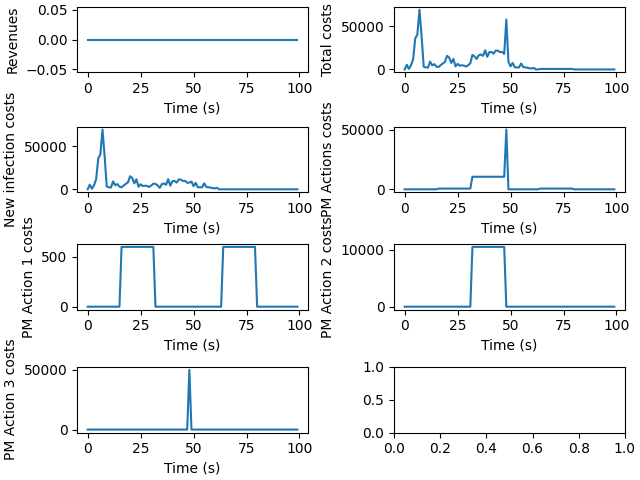 Revenues
0.05
0.00
−0.05
0 25 50 75 100
Time (s)
Total costs
50000
0
0 25 50 75 100
Time (s)
New infection costs
50000
0
0 25 50 75 100
Time (s)
PM Actions costs
50000
0
0 25 50 75 100
Time (s)
PM Action 1 costs
500
0
0 25 50 75 100
Time (s)
PM Action 2 costs
10000
0
0 25 50 75 100
Time (s)
PM Action 3 costs
50000
0
0 25 50 75 100
Time (s)
1.0
0.5
0.0
0.0 0.2 0.4 0.6 0.8 1.0